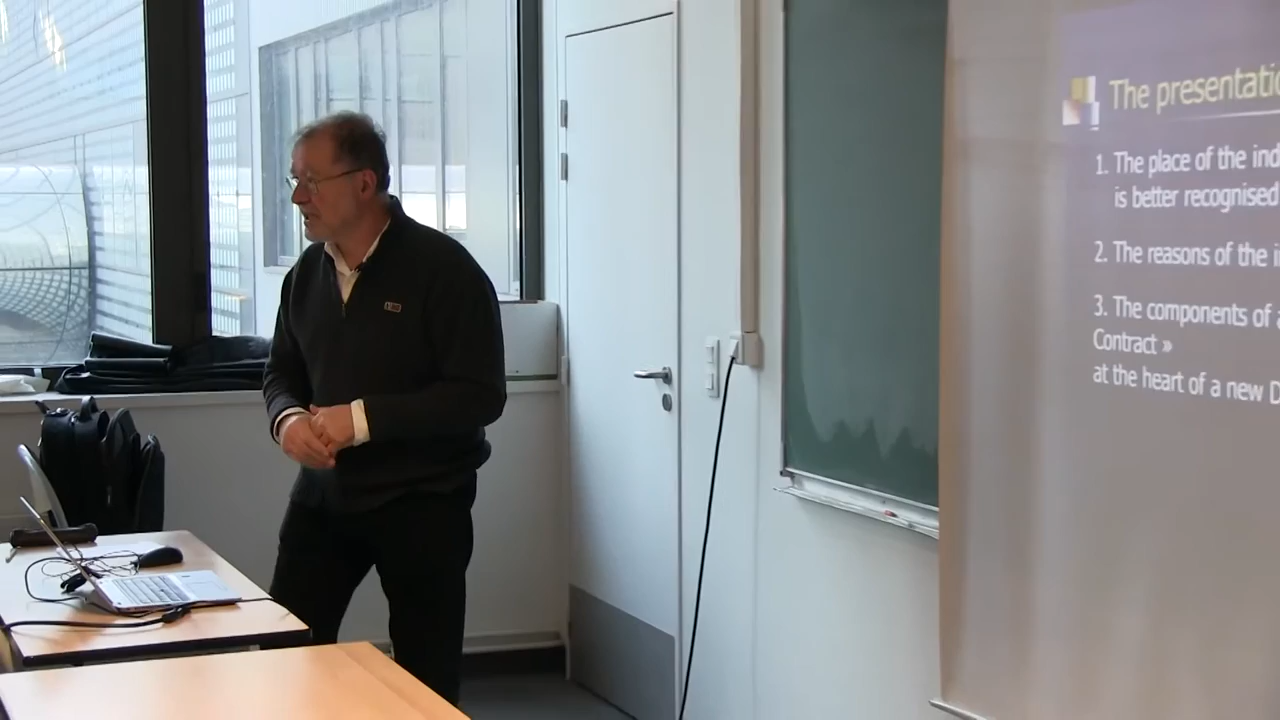 The presentatio
1. The place of the ind
is better recognised
2. The reasons of the i
3. The components of a
Contract »
at the heart of a new D